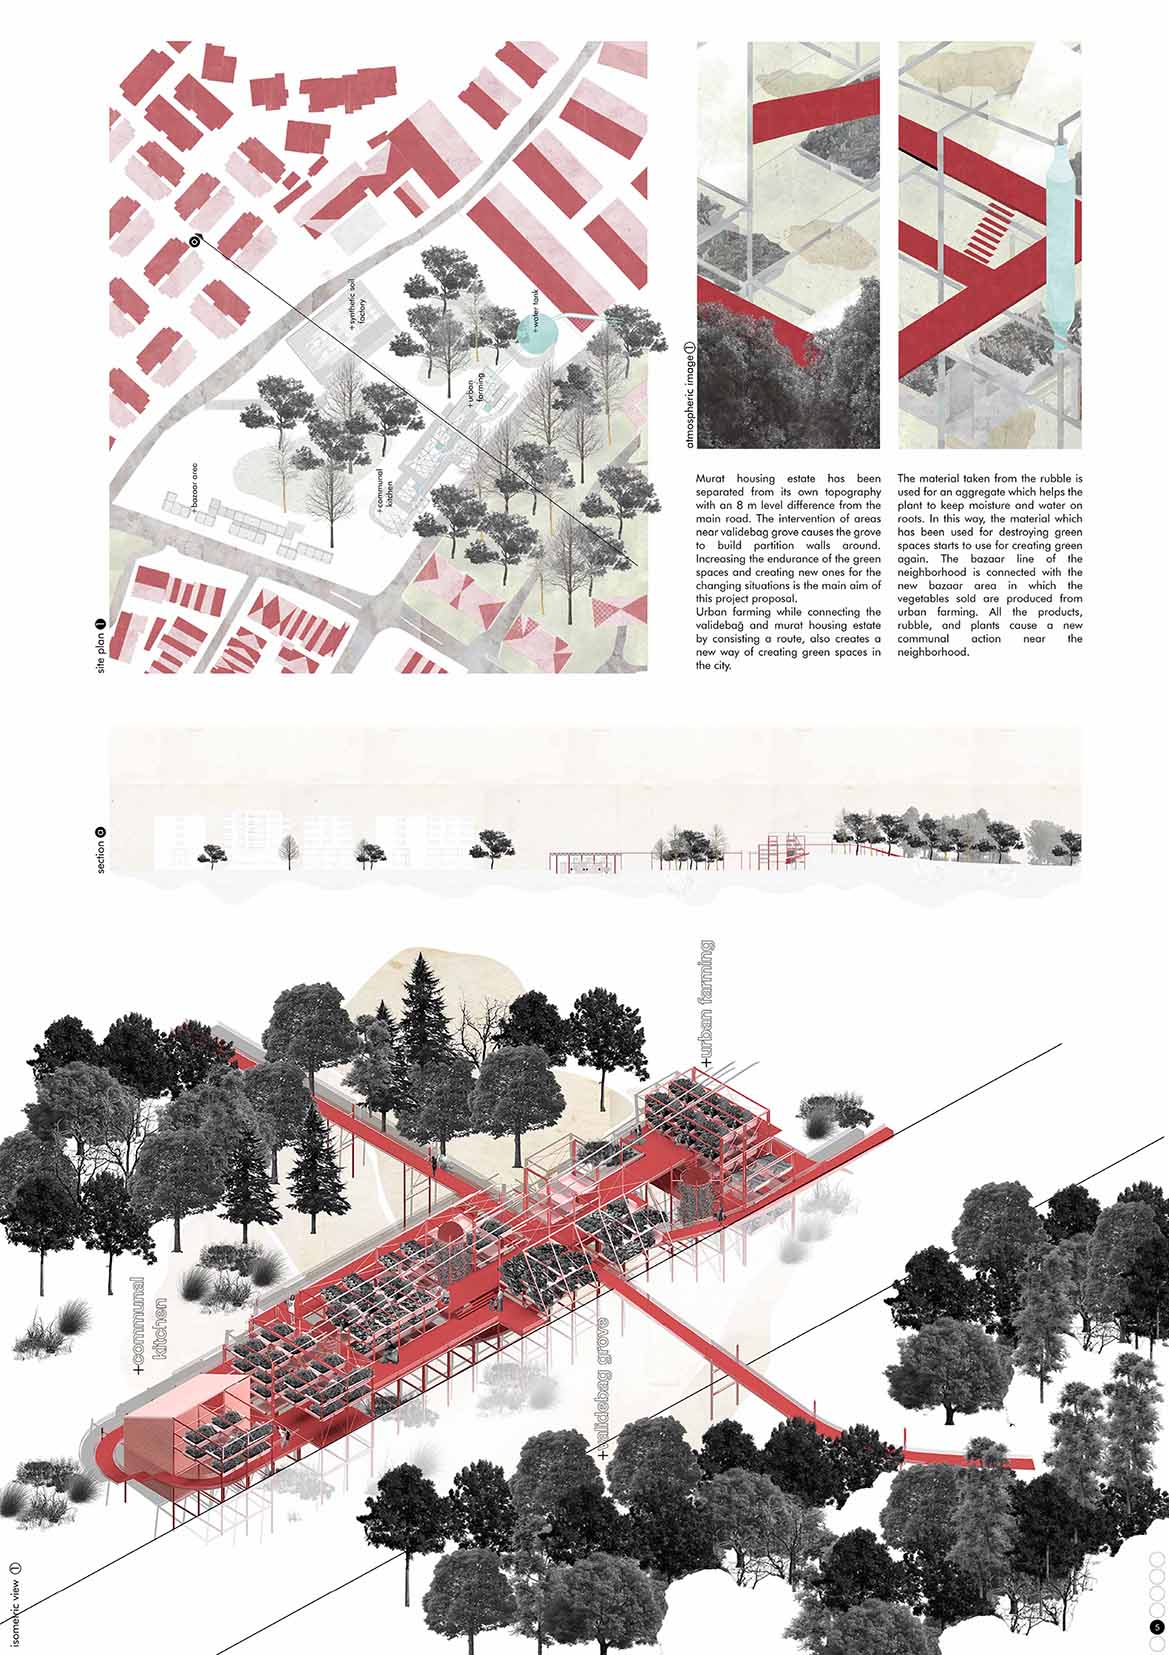 +synthetic soil
factory
+water tank
+urban
farming
+communal
kitchen
+bazaar area
site plan 1
atmospheric image 1
Murat housing estate has been
separated from its own topography
with an 8 m level difference from the
main road. The intervention of areas
near validebag grove causes the grove
to build partition walls around.
Increasing the endurance of the green
spaces and creating new ones for the
changing situations is the main aim of
this project proposal.
Urban farming while connecting the
validebağ and murat housing estate
by consisting a route, also creates a
new way of creating green spaces in
the city.
The material taken from the rubble is
used for an aggregate which helps the
plant to keep moisture and water on
roots. In this way, the material which
has been used for destroying green
spaces starts to use for creating green
again. The bazaar line of the
neighborhood is connected with the
new bazaar area in which the
vegetables sold are produced from
urban farming. All the products,
rubble, and plants cause a new
communal action near the
neighborhood.
section a
+urban farming
+communal
kitchen
+validebag grove
isometric view 1
5